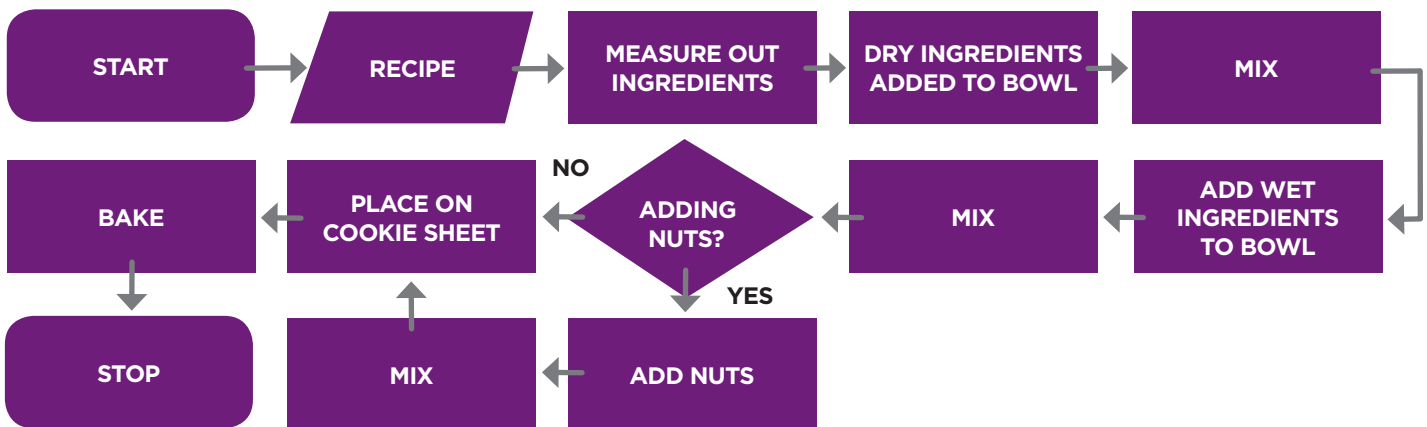 START
RECIPE
MEASURE OUT
INGREDIENTS
DRY INGREDIENTS
ADDED TO BOWL
MIX
ADD WET
INGREDIENTS
TO BOWL
MIX
ADDING
NUTS?
NO
PLACE ON
COOKIE SHEET
BAKE
YES
ADD NUTS
MIX
STOP